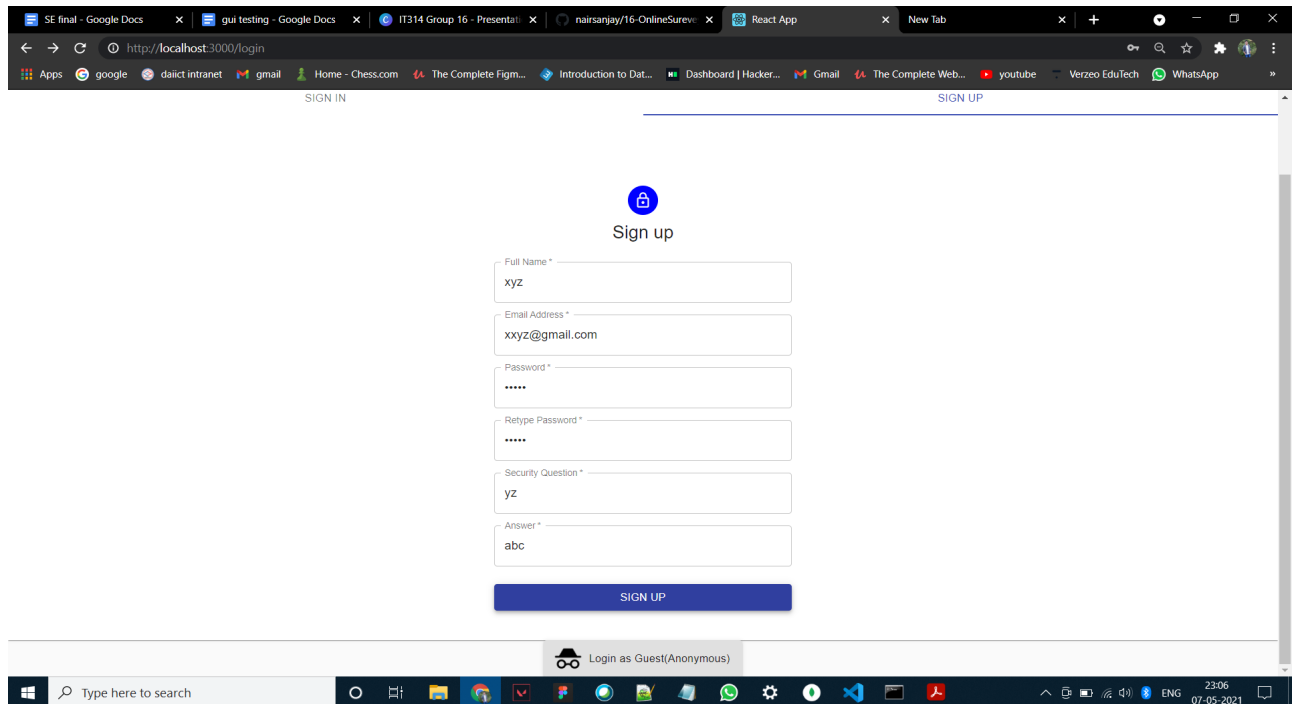 SE final - Google Docs
gui testing - Google Docs
IT314 Group 16 - Presentati
nairsanjay/16-OnlineSureve
React App
New Tab
http://localhost:3000/login
Apps google daiict intranet gmail Home - Chess.com The Complete Figm... Introduction to Dat... Dashboard | Hacker... Gmail The Complete Web... youtube Verzeo EduTech WhatsApp »
SIGN IN
SIGN UP
Sign up
Full Name *
xyz
Email Address *
xxyz@gmail.com
Password *
•••••
Retype Password *
•••••
Security Question *
yz
Answer *
abc
SIGN UP
Login as Guest(Anonymous)
Type here to search
ENG
23:06
07-05-2021